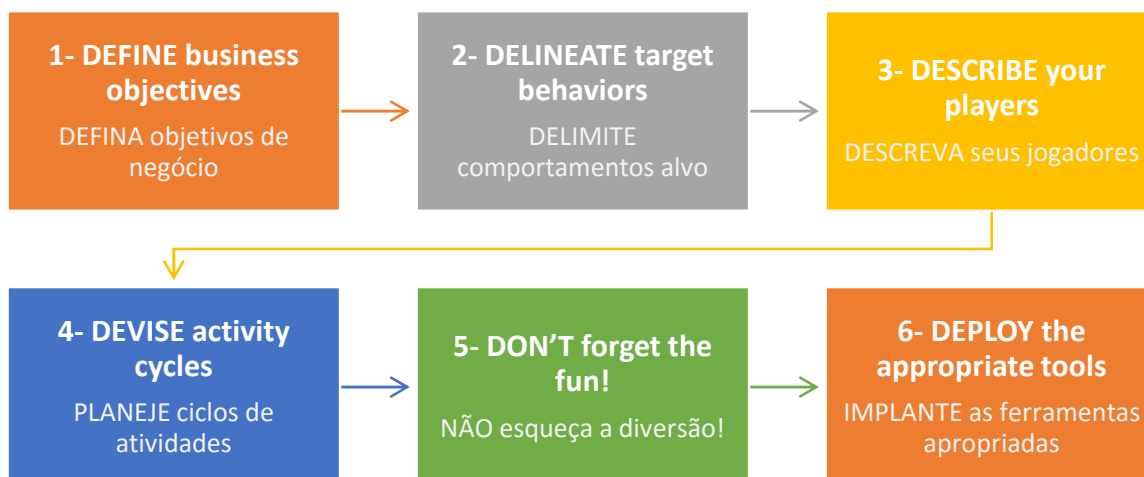 1- DEFINE business
objectives
DEFINA objetivos de
negócio
2- DELINEATE target
behaviors
DELIMITE
comportamentos alvo
3- DESCRIBE your
players
DESCREVA seus jogadores
4- DEVISE activity
cycles
PLANEJE ciclos de
atividades
5- DON’T forget the
fun!
NÃO esqueça a diversão!
6- DEPLOY the
appropriate tools
IMPLANTE as ferramentas
apropriadas